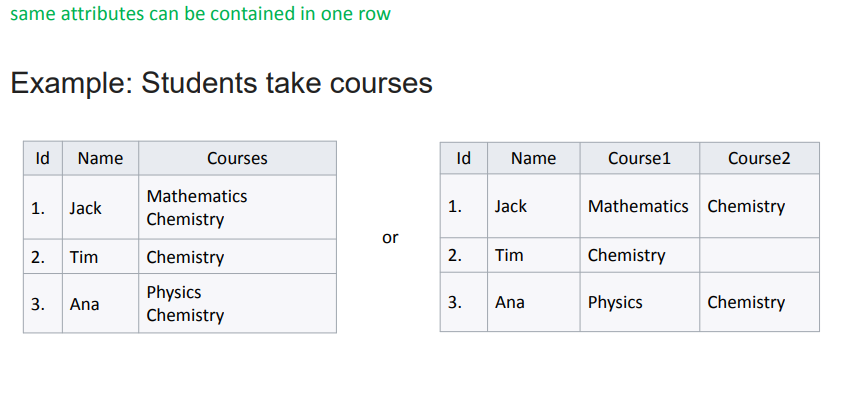 same attributes can be contained in one row
Example: Students take courses
Id Name Courses
1. Jack Mathematics
Chemistry
2. Tim Chemistry
3. Ana Physics
Chemistry
or
Id Name Course1 Course2
1. Jack Mathematics Chemistry
2. Tim Chemistry
3. Ana Physics Chemistry